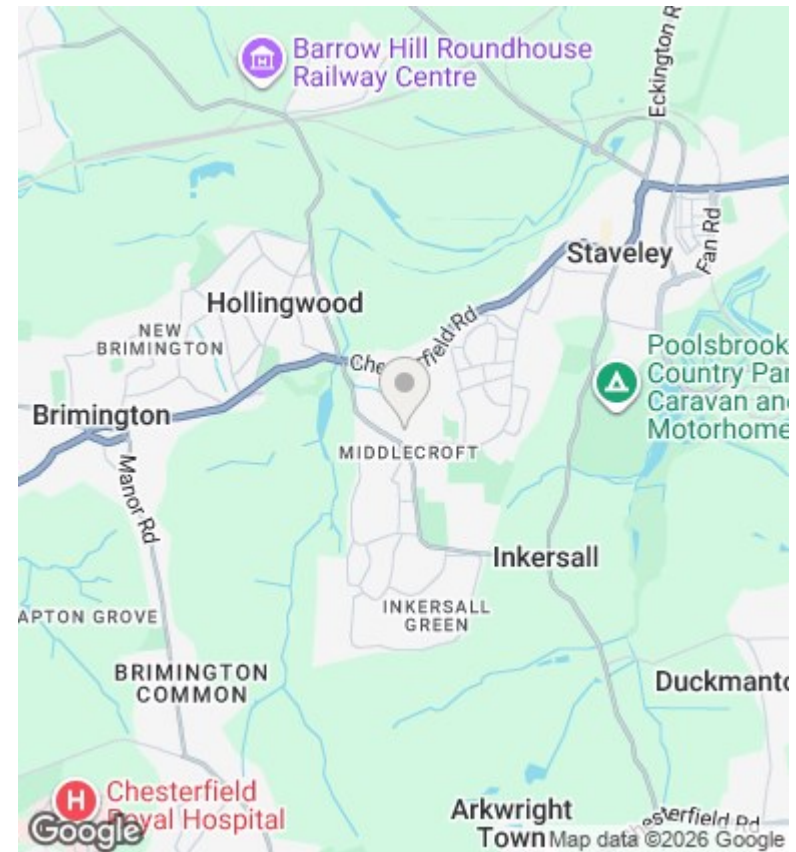 Barrow Hill Roundhouse
Railway Centre
Eckington R
Staveley
Fan Rd
Hollingwood
NEW
BRIMINGTON
Chesterfield Rd
Poolsbrook
Country Par
Caravan and
Motorhome
Brimington
MIDDLECROFT
Manor Rd
Inkersall
APTON GROVE
INKERSALL
GREEN
BRIMINGTON
COMMON
Duckmanto
H
Chesterfield
Royal Hospital
Arkwright
Town
hesterfield Rd
Google
Map data ©2026 Google